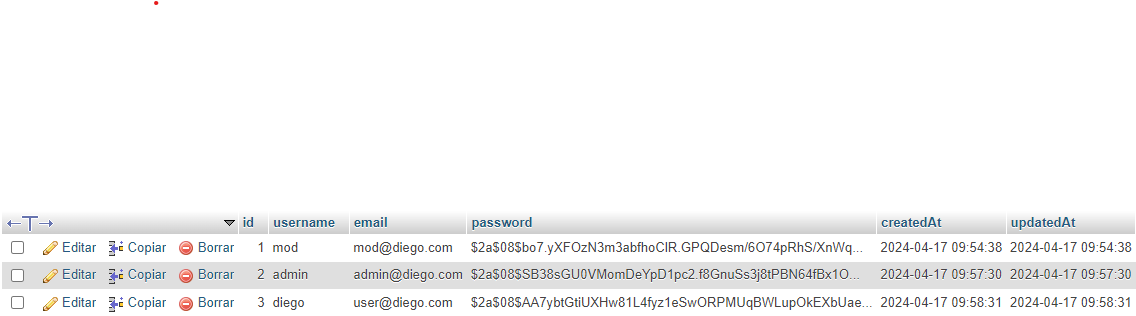 id username email password createdAt updatedAt
Editar Copiar Borrar 1 mod mod@diego.com $2a$08$bo7.yXFOzN3m3abfhoClR.GPQDesm/6O74pRhS/XnWq... 2024-04-17 09:54:38 2024-04-17 09:54:38
Editar Copiar Borrar 2 admin admin@diego.com $2a$08$SB38sGU0VMomDeYpD1pc2.f8GnuSs3j8tPBN64fBx1O... 2024-04-17 09:57:30 2024-04-17 09:57:30
Editar Copiar Borrar 3 diego user@diego.com $2a$08$AA7ybtGtiUXHw81L4fyz1eSwORPMUqBWLupOkEXbUae... 2024-04-17 09:58:31 2024-04-17 09:58:31